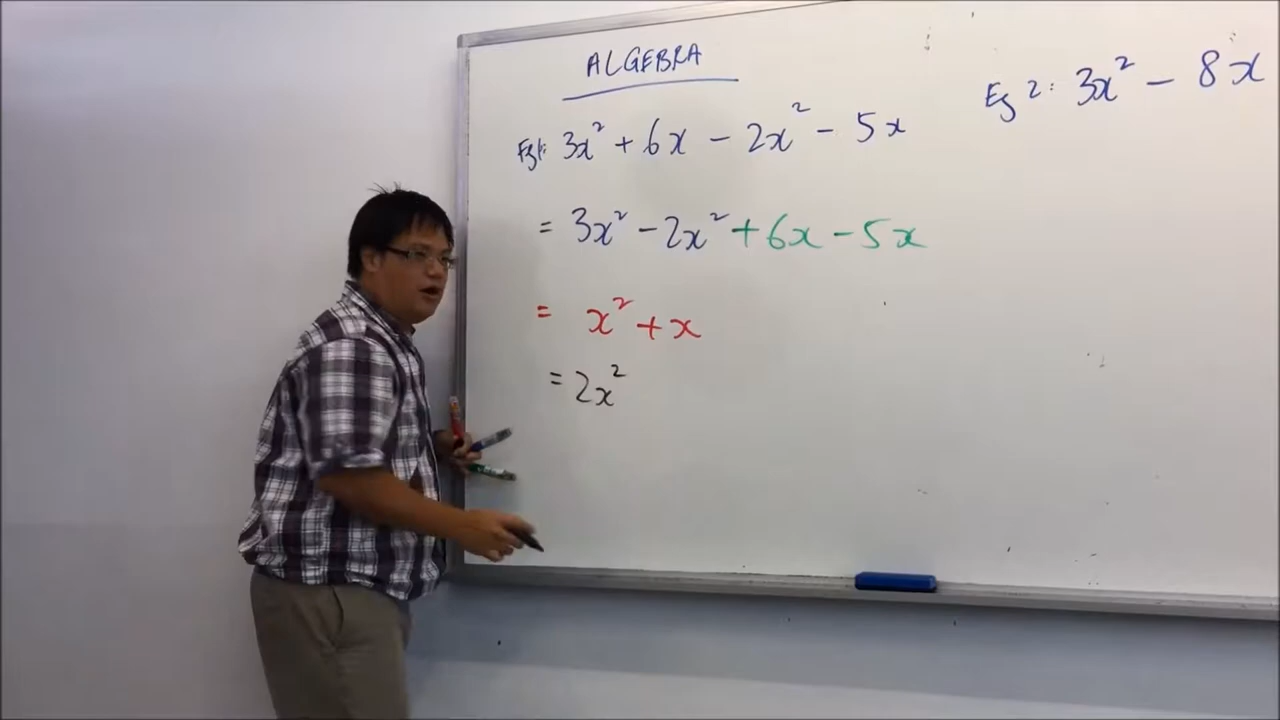 ALGEBRA
Eg1: 3x² + 6x - 2x² - 5x
= 3x² - 2x² + 6x - 5x
= x² + x
= 2x²
Eg 2: 3x² - 8x